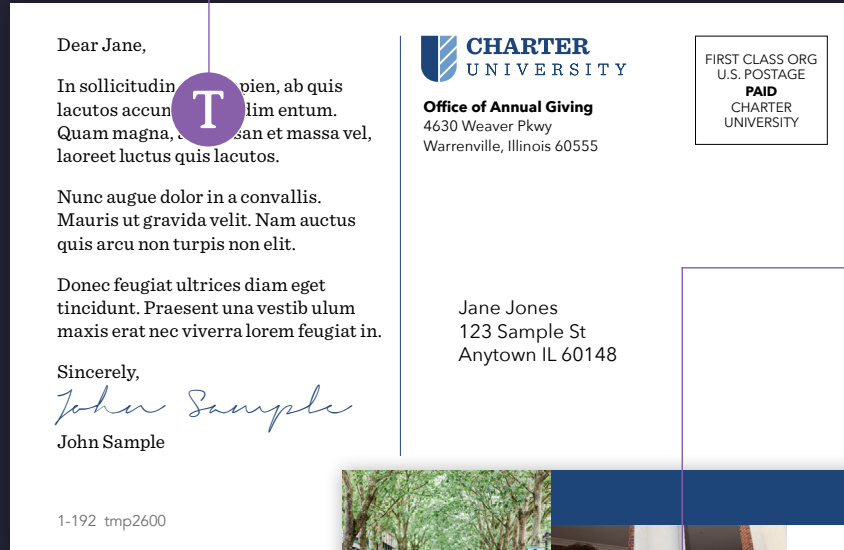 Dear Jane,
In sollicitudin pien, ab quis
lacutos accum dim entum.
Quam magna, a san et massa vel,
laoreet luctus quis lacutos.
Nunc augue dolor in a convallis.
Mauris ut gravida velit. Nam auctus
quis arcu non turpis non elit.
Donec feugiat ultrices diam eget
tincidunt. Praesent una vestib ulum
maxis erat nec viverra lorem feugiat in.
Sincerely,
John Sample
John Sample
1-192 tmp2600
T
CHARTER
UNIVERSITY
Office of Annual Giving
4630 Weaver Pkwy
Warrenville, Illinois 60555
FIRST CLASS ORG
U.S. POSTAGE
PAID
CHARTER
UNIVERSITY
Jane Jones
123 Sample St
Anytown IL 60148